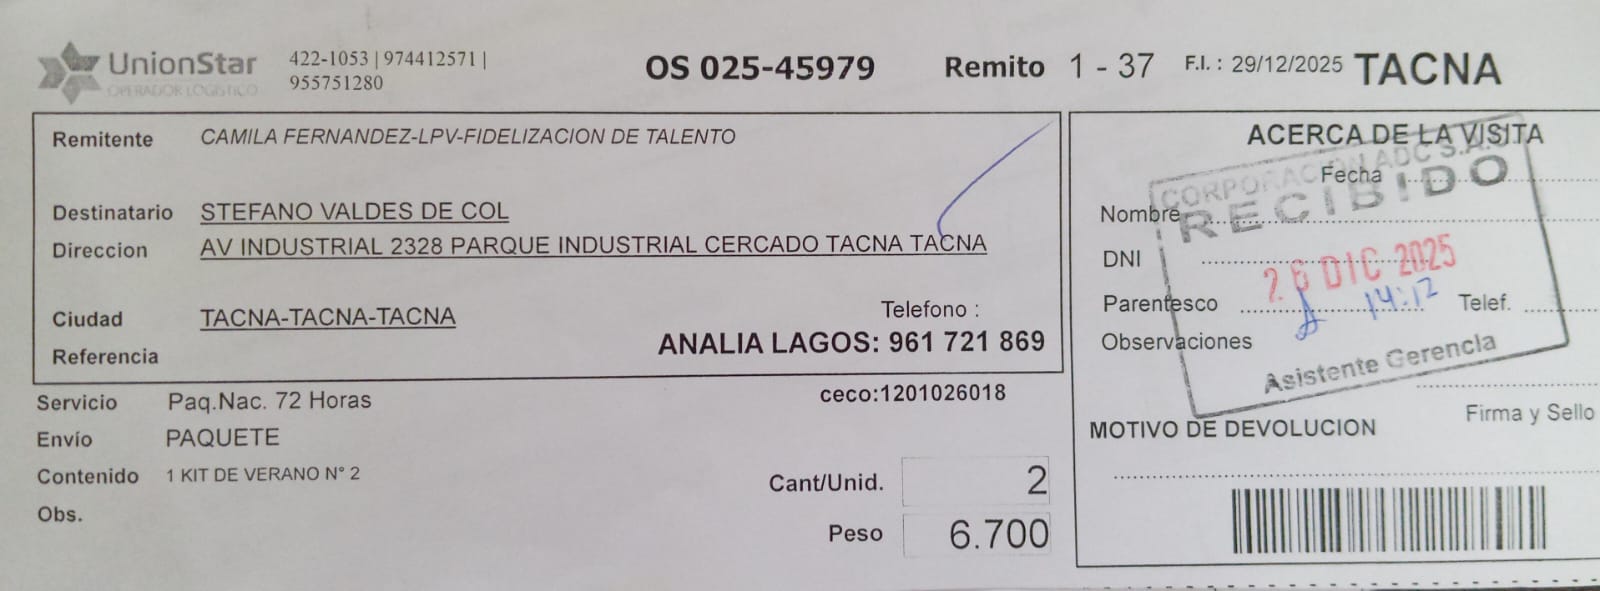 UnionStar
OPERADOR LOGISTICO
422-1053 | 974412571 |
955751280
OS 025-45979
Remito 1 - 37
F.I. : 29/12/2025
TACNA
Remitente CAMILA FERNANDEZ-LPV-FIDELIZACION DE TALENTO
Destinatario STEFANO VALDES DE COL
Direccion AV INDUSTRIAL 2328 PARQUE INDUSTRIAL CERCADO TACNA TACNA
Ciudad TACNA-TACNA-TACNA
Telefono :
Referencia
ANALIA LAGOS: 961 721 869
Servicio Paq.Nac. 72 Horas
ceco:1201026018
Envío PAQUETE
Contenido 1 KIT DE VERANO N° 2
Obs.
Cant/Unid. 2
Peso 6.700
ACERCA DE LA VISITA
Fecha
Nombre
DNI
Parentesco
Telef.
Observaciones
CORPORACION ADC S.A.C.
RECIBIDO
26 DIC 2025
14:12
Asistente Gerencia
Firma y Sello
MOTIVO DE DEVOLUCION